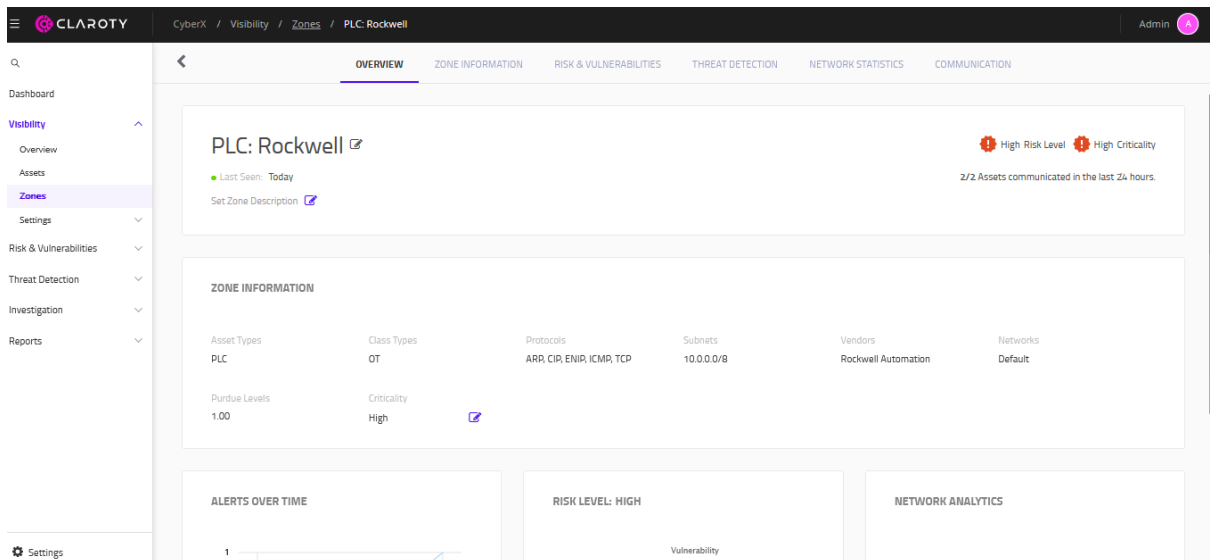 CLAROTY
CyberX / Visibility / Zones / PLC: Rockwell
Admin A
Dashboard
Visibility
Overview
Assets
Zones
Settings
Risk & Vulnerabilities
Threat Detection
Investigation
Reports
Settings
OVERVIEW ZONE INFORMATION RISK & VULNERABILITIES THREAT DETECTION NETWORK STATISTICS COMMUNICATION
PLC: Rockwell
High Risk Level High Criticality
Last Seen: Today
2/2 Assets communicated in the last 24 hours.
Set Zone Description
ZONE INFORMATION
Asset Types Class Types Protocols Subnets Vendors Networks
PLC OT ARP, CIP, ENIP, ICMP, TCP 10.0.0.0/8 Rockwell Automation Default
Purdue Levels Criticality
1.00 High
ALERTS OVER TIME
1
RISK LEVEL: HIGH
Vulnerability
NETWORK ANALYTICS